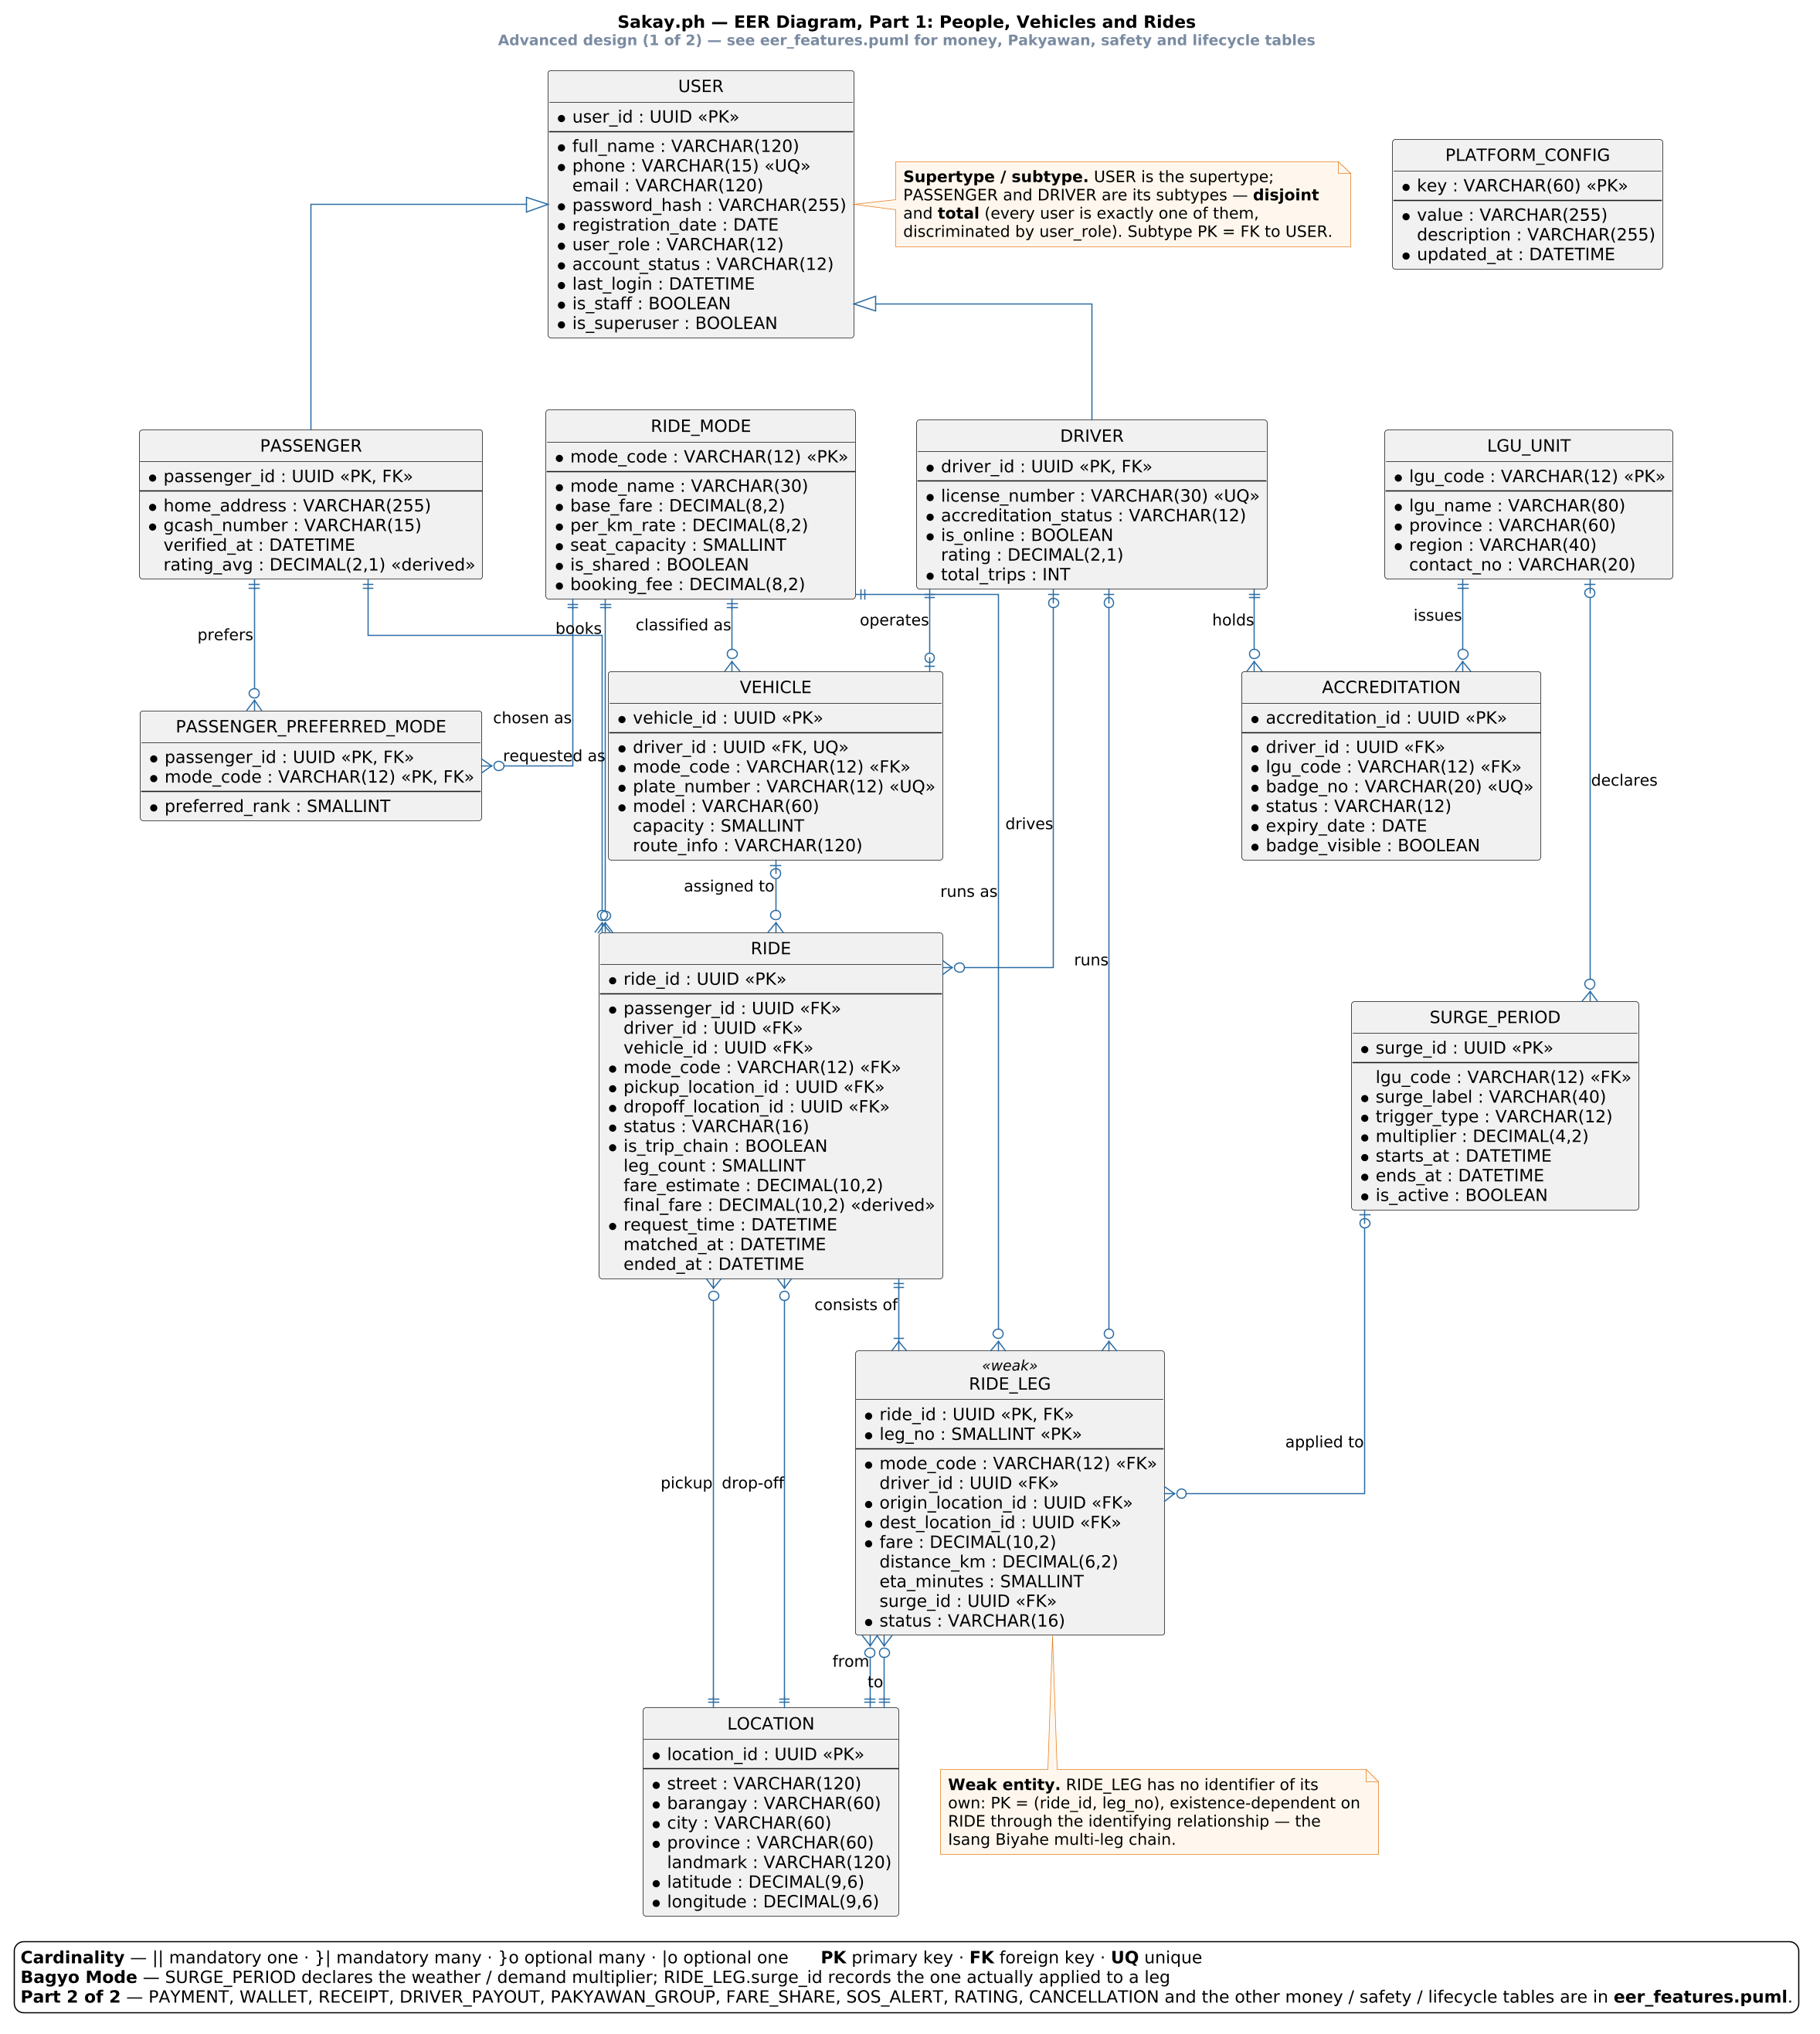 Sakay.ph — EER Diagram, Part 1: People, Vehicles and Rides
Advanced design (1 of 2) — see eer_features.puml for money, Pakyawan, safety and lifecycle tables
USER
user_id : UUID «PK»
full_name : VARCHAR(120)
phone : VARCHAR(15) «UQ»
email : VARCHAR(120)
password_hash : VARCHAR(255)
registration_date : DATE
user_role : VARCHAR(12)
account_status : VARCHAR(12)
last_login : DATETIME
is_staff : BOOLEAN
is_superuser : BOOLEAN
Supertype / subtype. USER is the supertype;
PASSENGER and DRIVER are its subtypes — disjoint
and total (every user is exactly one of them,
discriminated by user_role). Subtype PK = FK to USER.
PLATFORM_CONFIG
key : VARCHAR(60) «PK»
value : VARCHAR(255)
description : VARCHAR(255)
updated_at : DATETIME
PASSENGER
passenger_id : UUID «PK, FK»
home_address : VARCHAR(255)
gcash_number : VARCHAR(15)
verified_at : DATETIME
rating_avg : DECIMAL(2,1) «derived»
RIDE_MODE
mode_code : VARCHAR(12) «PK»
mode_name : VARCHAR(30)
base_fare : DECIMAL(8,2)
per_km_rate : DECIMAL(8,2)
seat_capacity : SMALLINT
is_shared : BOOLEAN
booking_fee : DECIMAL(8,2)
DRIVER
driver_id : UUID «PK, FK»
license_number : VARCHAR(30) «UQ»
accreditation_status : VARCHAR(12)
is_online : BOOLEAN
rating : DECIMAL(2,1)
total_trips : INT
LGU_UNIT
lgu_code : VARCHAR(12) «PK»
lgu_name : VARCHAR(80)
province : VARCHAR(60)
region : VARCHAR(40)
contact_no : VARCHAR(20)
prefers
books
classified as
operates
holds
issues
chosen as
requested as
drives
runs as
runs
declares
PASSENGER_PREFERRED_MODE
passenger_id : UUID «PK, FK»
mode_code : VARCHAR(12) «PK, FK»
preferred_rank : SMALLINT
VEHICLE
vehicle_id : UUID «PK»
driver_id : UUID «FK, UQ»
mode_code : VARCHAR(12) «FK»
plate_number : VARCHAR(12) «UQ»
model : VARCHAR(60)
capacity : SMALLINT
route_info : VARCHAR(120)
ACCREDITATION
accreditation_id : UUID «PK»
driver_id : UUID «FK»
lgu_code : VARCHAR(12) «FK»
badge_no : VARCHAR(20) «UQ»
status : VARCHAR(12)
expiry_date : DATE
badge_visible : BOOLEAN
assigned to
RIDE
ride_id : UUID «PK»
passenger_id : UUID «FK»
driver_id : UUID «FK»
vehicle_id : UUID «FK»
mode_code : VARCHAR(12) «FK»
pickup_location_id : UUID «FK»
dropoff_location_id : UUID «FK»
status : VARCHAR(16)
is_trip_chain : BOOLEAN
leg_count : SMALLINT
fare_estimate : DECIMAL(10,2)
final_fare : DECIMAL(10,2) «derived»
request_time : DATETIME
matched_at : DATETIME
ended_at : DATETIME
SURGE_PERIOD
surge_id : UUID «PK»
lgu_code : VARCHAR(12) «FK»
surge_label : VARCHAR(40)
trigger_type : VARCHAR(12)
multiplier : DECIMAL(4,2)
starts_at : DATETIME
ends_at : DATETIME
is_active : BOOLEAN
consists of
pickup
drop-off
applied to
«weak»
RIDE_LEG
ride_id : UUID «PK, FK»
leg_no : SMALLINT «PK»
mode_code : VARCHAR(12) «FK»
driver_id : UUID «FK»
origin_location_id : UUID «FK»
dest_location_id : UUID «FK»
fare : DECIMAL(10,2)
distance_km : DECIMAL(6,2)
eta_minutes : SMALLINT
surge_id : UUID «FK»
status : VARCHAR(16)
from
to
LOCATION
location_id : UUID «PK»
street : VARCHAR(120)
barangay : VARCHAR(60)
city : VARCHAR(60)
province : VARCHAR(60)
landmark : VARCHAR(120)
latitude : DECIMAL(9,6)
longitude : DECIMAL(9,6)
Weak entity. RIDE_LEG has no identifier of its
own: PK = (ride_id, leg_no), existence-dependent on
RIDE through the identifying relationship — the
Isang Biyahe multi-leg chain.
Cardinality — || mandatory one · }| mandatory many · }o optional many · |o optional one PK primary key · FK foreign key · UQ unique
Bagyo Mode — SURGE_PERIOD declares the weather / demand multiplier; RIDE_LEG.surge_id records the one actually applied to a leg
Part 2 of 2 — PAYMENT, WALLET, RECEIPT, DRIVER_PAYOUT, PAKYAWAN_GROUP, FARE_SHARE, SOS_ALERT, RATING, CANCELLATION and the other money / safety / lifecycle tables are in eer_features.puml.